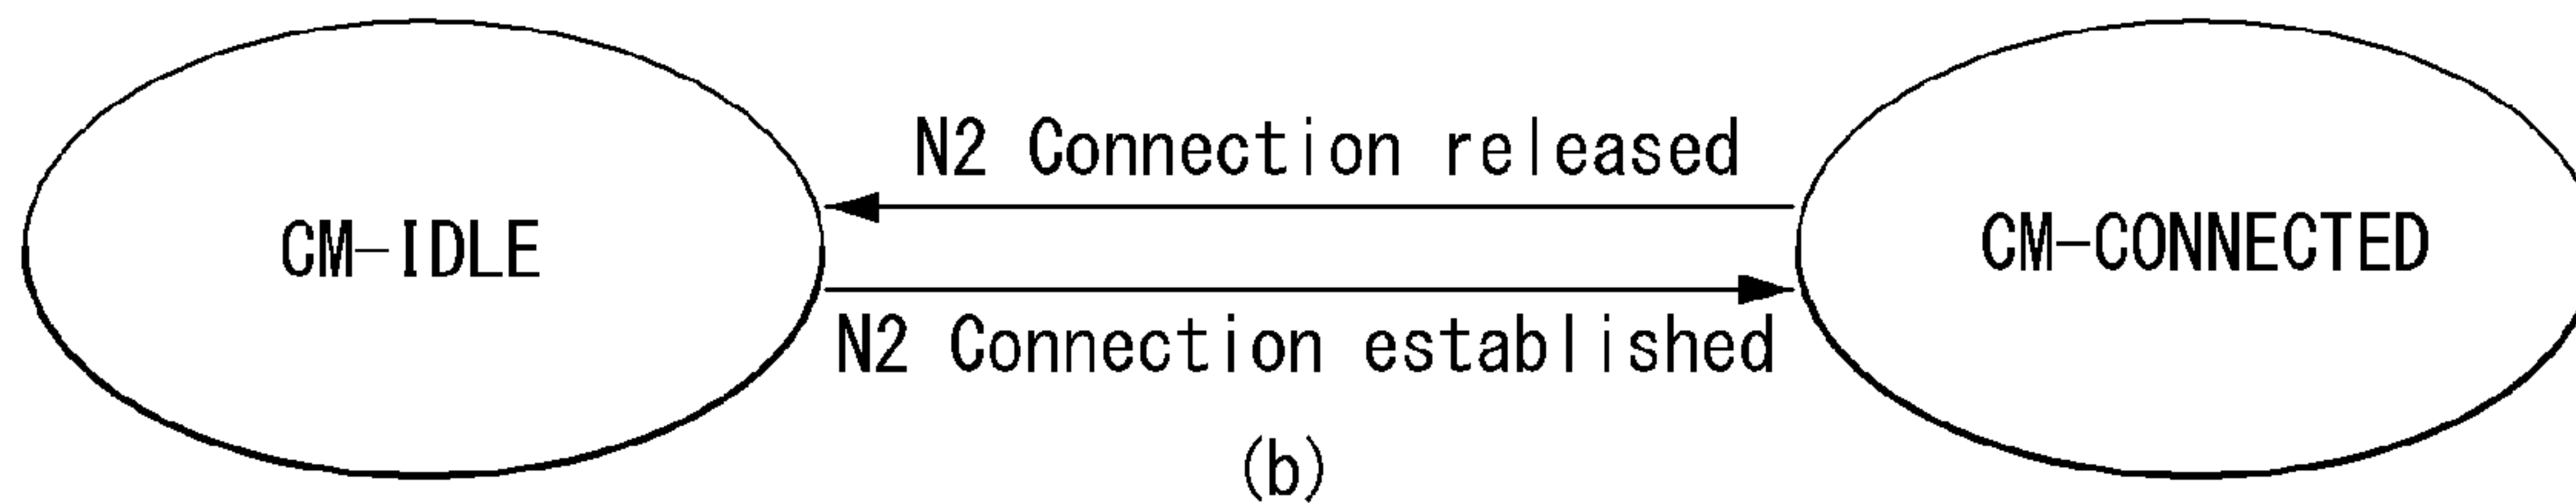 N2 Connection released
CM-IDLE
CM-CONNECTED
N2 Connection established
(b)